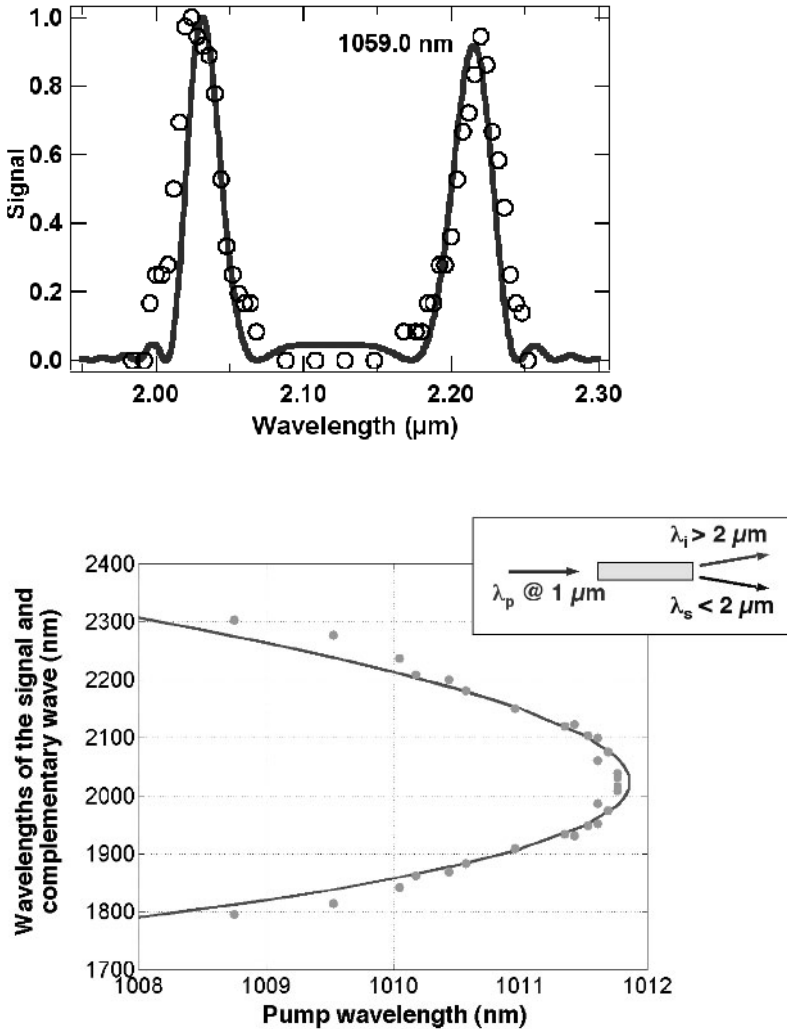 1.0
0.8
0.6
0.4
0.2
0.0
Signal
1059.0 nm
2.00
2.10
2.20
2.30
Wavelength (µm)
λi > 2 µm
λp @ 1 µm
λs < 2 µm
2400
2300
2200
2100
2000
1900
1800
1700
Wavelengths of the signal and
complementary wave (nm)
1008
1009
1010
1011
1012
Pump wavelength (nm)